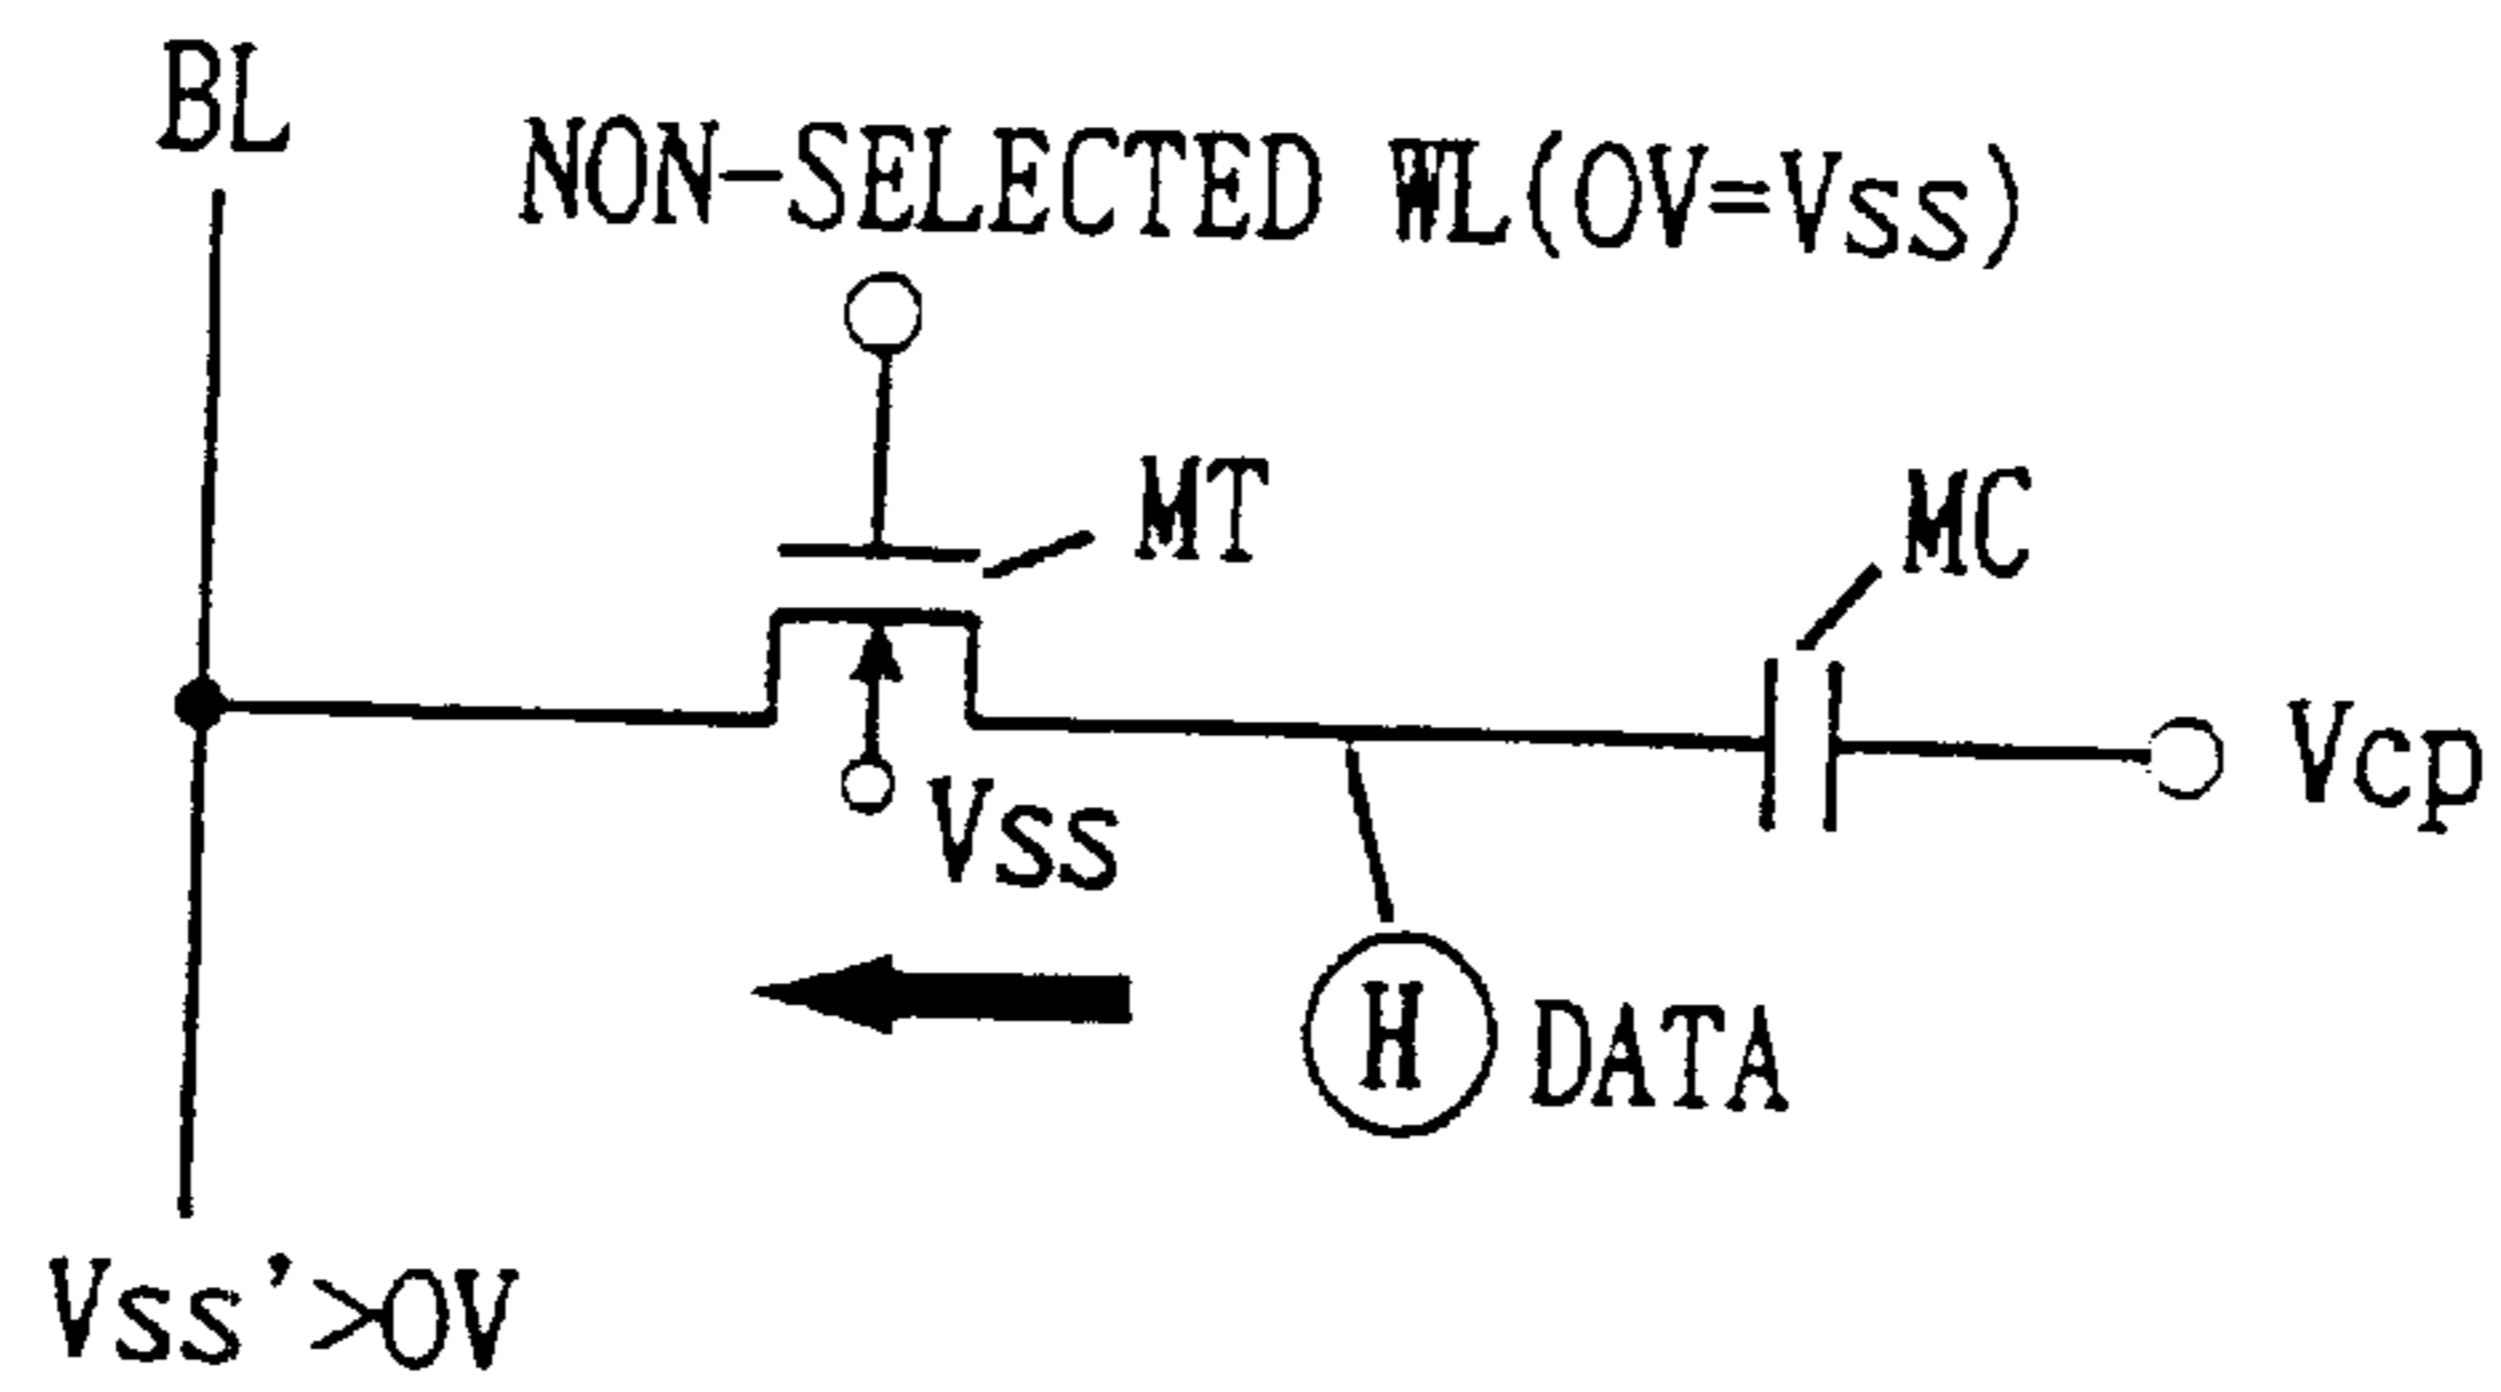 BL
NON-SELECTED WL(0V=Vss)
MT
MC
Vcp
Vss
H DATA
Vss'>0V